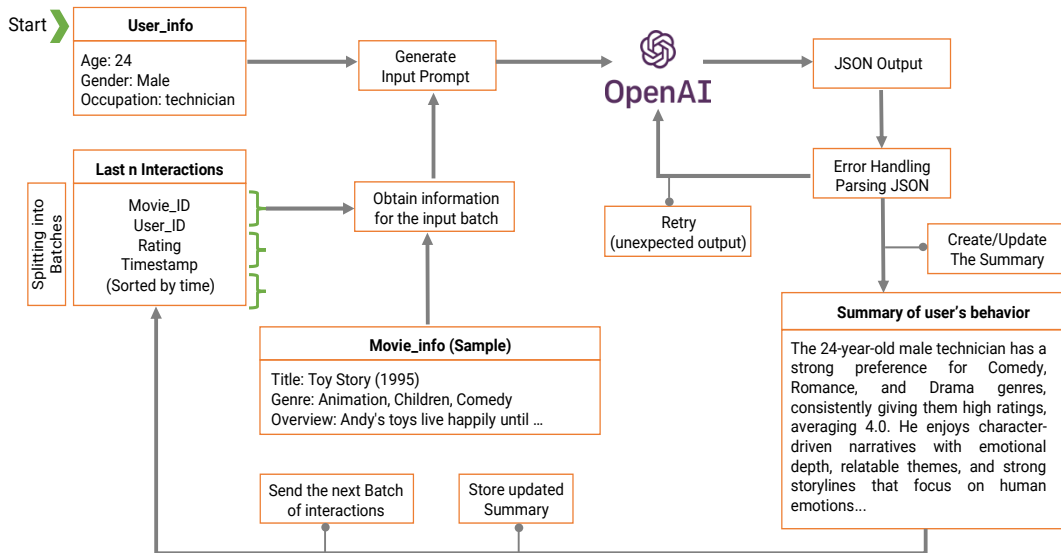 Start
User_info
Age: 24
Gender: Male
Occupation: technician
Generate
Input Prompt
OpenAI
JSON Output
Last n Interactions
Movie_ID
User_ID
Rating
Timestamp
(Sorted by time)
Splitting into
Batches
Obtain information
for the input batch
Error Handling
Parsing JSON
Retry
(unexpected output)
Create/Update
The Summary
Movie_info (Sample)
Title: Toy Story (1995)
Genre: Animation, Children, Comedy
Overview: Andy's toys live happily until ...
Summary of user’s behavior
The 24-year-old male technician has a
strong preference for Comedy,
Romance, and Drama genres,
consistently giving them high ratings,
averaging 4.0. He enjoys character-
driven narratives with emotional
depth, relatable themes, and strong
storylines that focus on human
emotions...
Send the next Batch
of interactions
Store updated
Summary